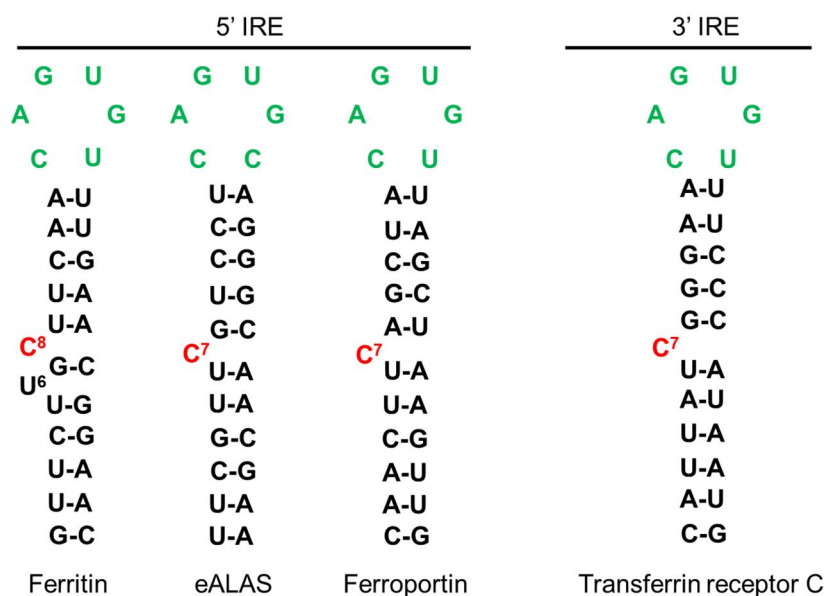 5’ IRE
G U
A G
C U
A-U
A-U
C-G
U-A
U-A
C⁸
G-C
U⁶
U-G
C-G
U-A
U-A
G-C
Ferritin
G U
A G
C C
U-A
C-G
C-G
U-G
G-C
C⁷
U-A
U-A
G-C
C-G
U-A
U-A
eALAS
G U
A G
C U
A-U
U-A
C-G
G-C
A-U
C⁷
U-A
U-A
C-G
A-U
A-U
C-G
Ferroportin
3’ IRE
G U
A G
C U
A-U
A-U
G-C
G-C
G-C
C⁷
U-A
A-U
U-A
U-A
A-U
C-G
Transferrin receptor C